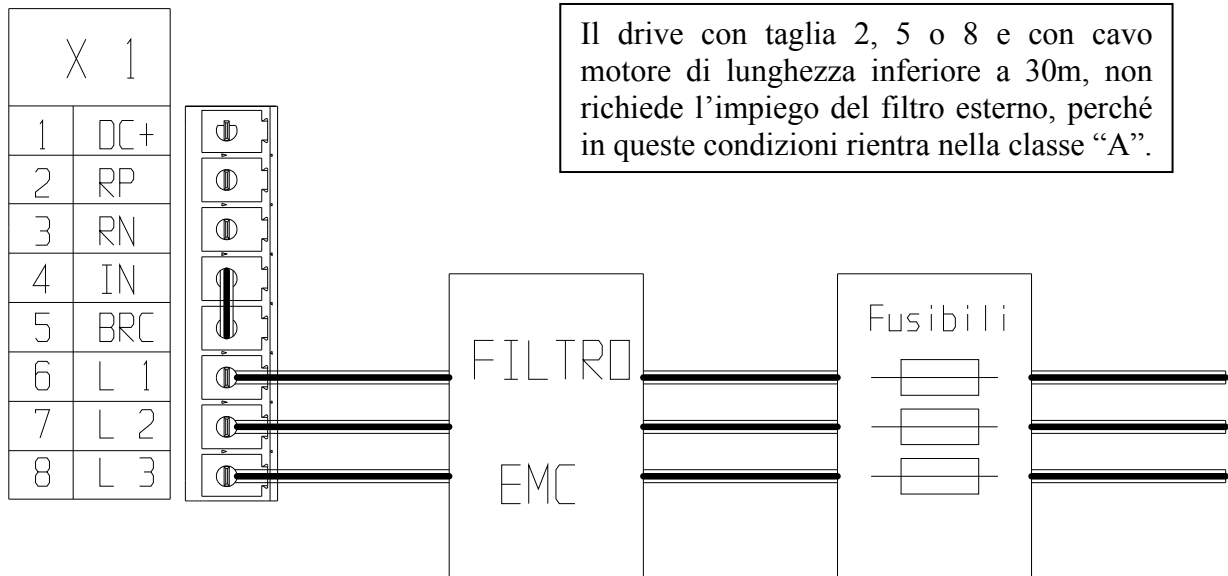 Il drive con taglia 2, 5 o 8 e con cavo
motore di lunghezza inferiore a 30m, non
richiede l’impiego del filtro esterno, perché
in queste condizioni rientra nella classe “A”.
X 1
1 DC+
2 RP
3 RN
4 IN
5 BRC
6 L 1
7 L 2
8 L 3
FILTRO
EMC
Fusibili